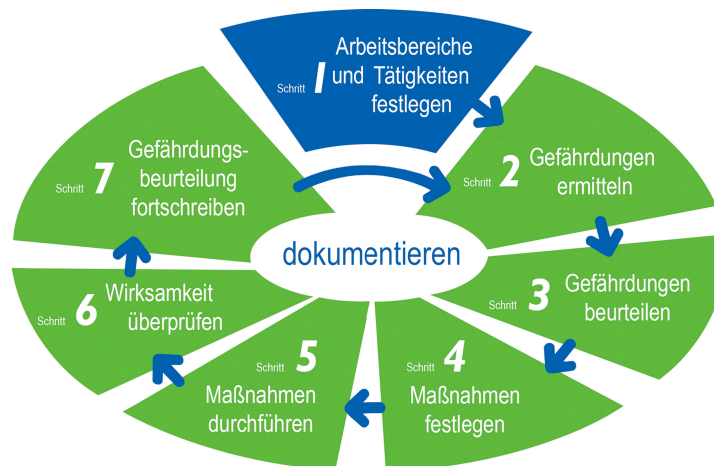 Schritt 1 Arbeitsbereiche
und Tätigkeiten
festlegen
Schritt 2 Gefährdungen
ermitteln
Schritt 3 Gefährdungen
beurteilen
Schritt 4
Maßnahmen
festlegen
Schritt 5
Maßnahmen
durchführen
Schritt 6 Wirksamkeit
überprüfen
Schritt 7 Gefährdungs-
beurteilung
fortschreiben
dokumentieren